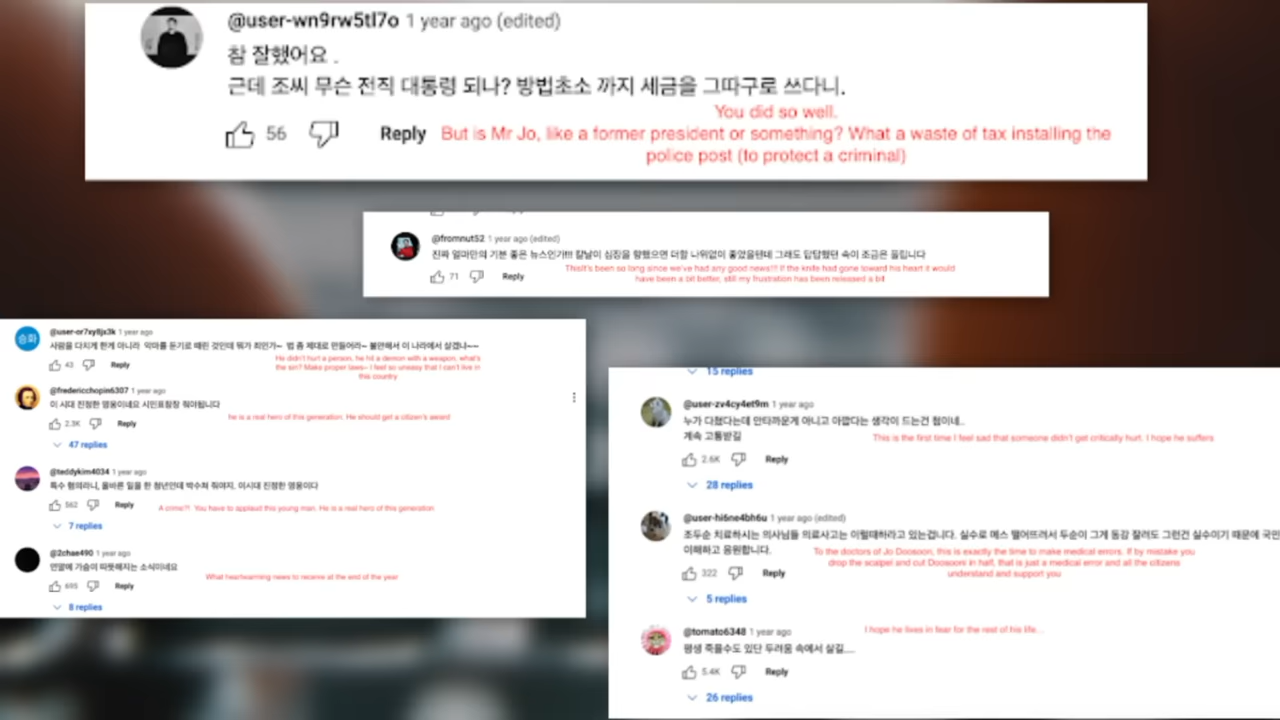 @user-wn9rw5tl7o 1 year ago (edited)
참 잘했어요 .
근데 조씨 무슨 전직 대통령 되나? 방법초소 까지 세금을 그따구로 쓰다니.
You did so well.
56 Reply But is Mr Jo, like a former president or something? What a waste of tax installing the
police post (to protect a criminal)
@fromnut52 1 year ago (edited)
진짜 얼마만의 기분 좋은 뉴스인가!!! 칼날이 심장을 향했으면 더할 나위없이 좋았을텐데 그래도 답답했던 속이 조금은 풀립니다
71 Reply
ThisIt's been so long since we've had any good news!!! If the knife had gone toward his heart it would
have been a bit better, still my frustration has been released a bit
@user-or7xy8jx3k 1 year ago
승화
사람을 다치게 한게 아니라 악마를 둔기로 때린 것인데 뭐가 죄인가~ 법 좀 제대로 만들어라~ 불안해서 이 나라에서 살겠냐~~
43 Reply
He didn't hurt a person, he hit a demon with a weapon, what's
the sin? Make proper laws~ I feel so uneasy that I can't live in
this country
@fredericchopin6307 1 year ago
이 시대 진정한 영웅이네요 시민표창장 줘야됩니다
he is a real hero of this generation. He should get a citizen's award
2.3K Reply
47 replies
@teddykim4034 1 year ago
특수 혐의라니, 올바른 일을 한 청년인데 박수쳐 줘야지. 이시대 진정한 영웅이다
562 Reply
A crime?! You have to applaud this young man. He is a real hero of this generation
7 replies
@2chae490 1 year ago
연말에 가슴이 따뜻해지는 소식이네요
What heartwarming news to receive at the end of the year
695 Reply
8 replies
15 replies
@user-zv4cy4et9m 1 year ago
누가 다쳤다는데 안타까운게 아니고 아깝다는 생각이 드는건 첨이네..
계속 고통받길
This is the first time I feel sad that someone didn't get critically hurt. I hope he suffers
2.6K Reply
28 replies
@user-hi6ne4bh6u 1 year ago (edited)
조두순 치료하시는 의사님들 의료사고는 이럴때하라고 있는겁니다. 실수로 메스 떨어뜨려서 두순이 그게 동강 잘려도 그런건 실수이기 때문에 국민
이해하고 응원합니다.
To the doctors of Jo Doosoon, this is exactly the time to make medical errors. If by mistake you
drop the scalpel and cut Doosoon in half, that is just a medical error and all the citizens
understand and support you
322 Reply
5 replies
@tomato6348 1 year ago
I hope he lives in fear for the rest of his life...
평생 죽을수도 있단 두려움 속에서 살길....
5.4K Reply
26 replies